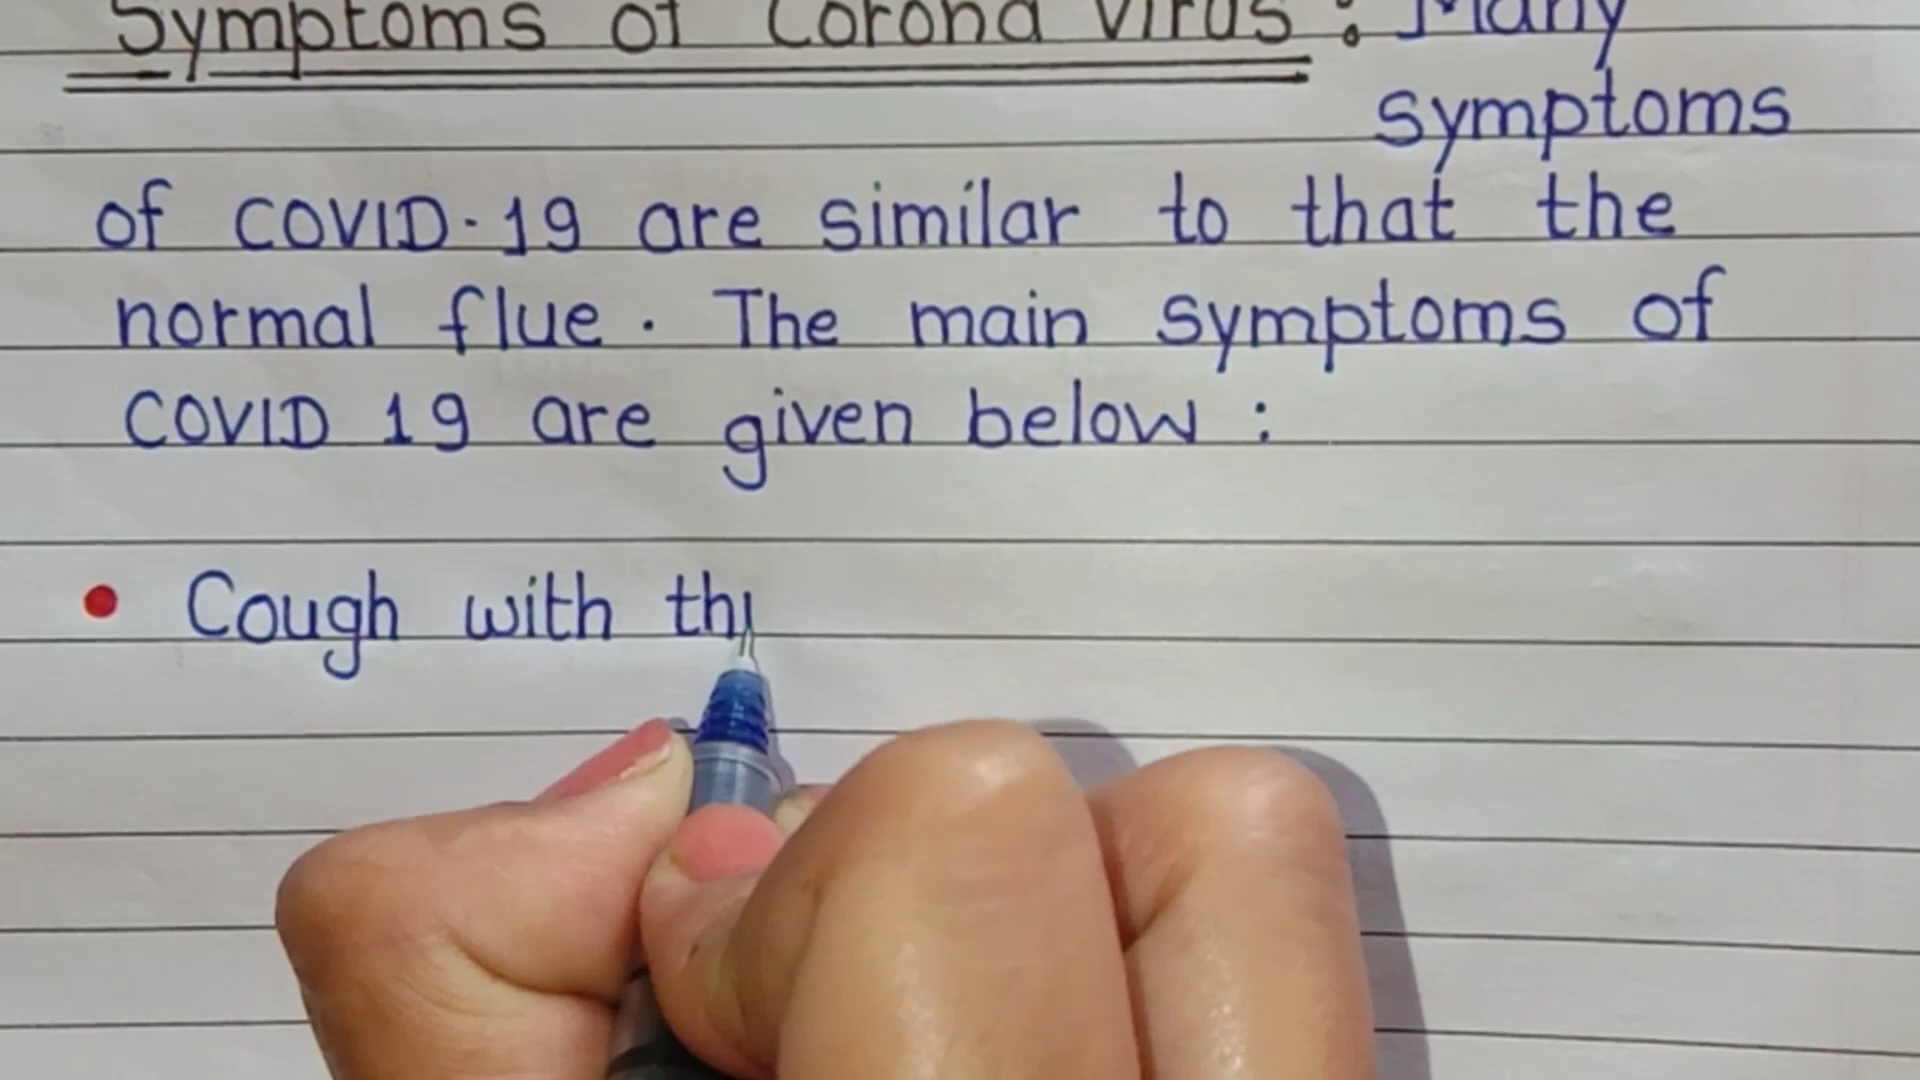 Symptoms of Corona Virus : Many
symptoms
of COVID-19 are similar to that the
normal flue. The main symptoms of
COVID 19 are given below :
• Cough with